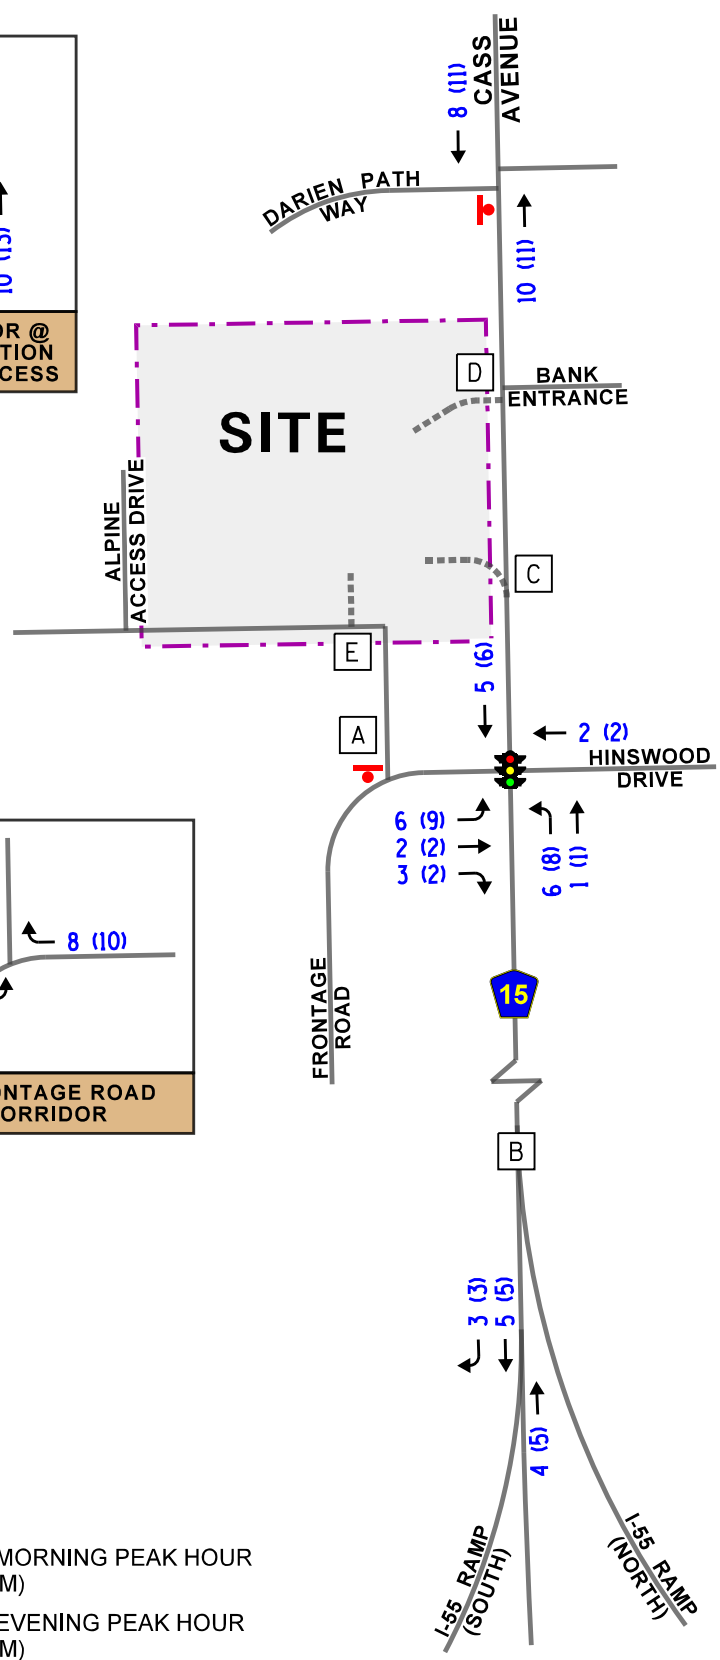 CASS
AVENUE
8 (11)
DARIEN PATH
WAY
10 (11)
10 (13)
OR @
TION
CESS
D
BANK
ENTRANCE
SITE
ALPINE
ACCESS DRIVE
C
E
5 (6)
A
2 (2)
HINSWOOD
DRIVE
6 (9)
2 (2)
3 (2)
6 (8)
1 (1)
8 (10)
FRONTAGE
ROAD
15
ONTAGE ROAD
ORRIDOR
B
3 (3)
5 (5)
4 (5)
I-55 RAMP
(SOUTH)
I-55 RAMP
(NORTH)
MORNING PEAK HOUR
M)
EVENING PEAK HOUR
M)